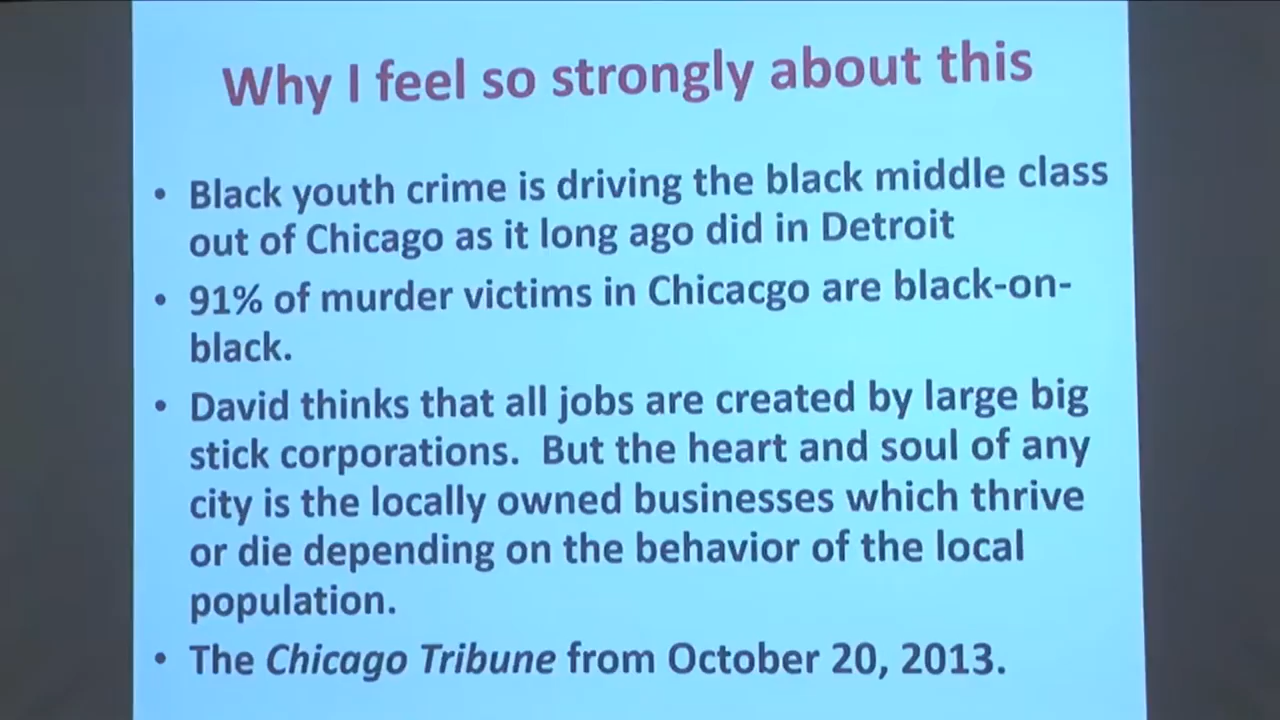 Why I feel so strongly about this
• Black youth crime is driving the black middle class
out of Chicago as it long ago did in Detroit
• 91% of murder victims in Chicacgo are black-on-
black.
• David thinks that all jobs are created by large big
stick corporations.  But the heart and soul of any
city is the locally owned businesses which thrive
or die depending on the behavior of the local
population.
• The Chicago Tribune from October 20, 2013.